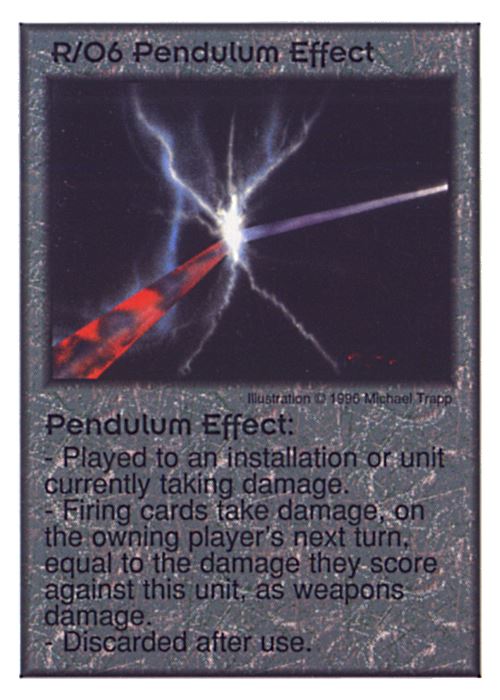 R/O6 Pendulum Effect
Illustration © 1996 Michael Trapp
Pendulum Effect:
- Played to an installation or unit
currently taking damage.
- Firing cards take damage, on
the owning player's next turn,
equal to the damage they score
against this unit, as weapons
damage.
- Discarded after use.